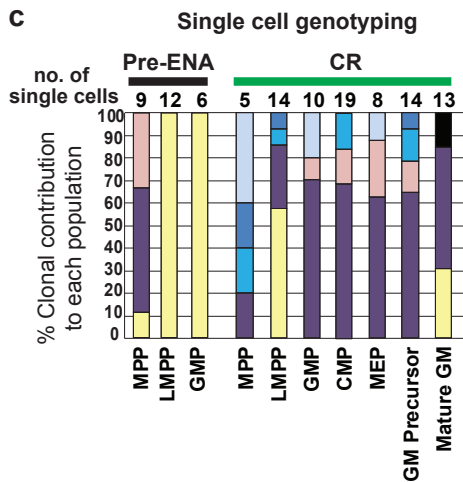 c
Single cell genotyping
Pre-ENA CR
no. of
single cells
9 12 6 5 14 10 19 8 14 13
100
90
80
70
60
50
40
30
20
10
0
% Clonal contribution
to each population
MPP
LMPP
GMP
MPP
LMPP
GMP
CMP
MEP
GM Precursor
Mature GM